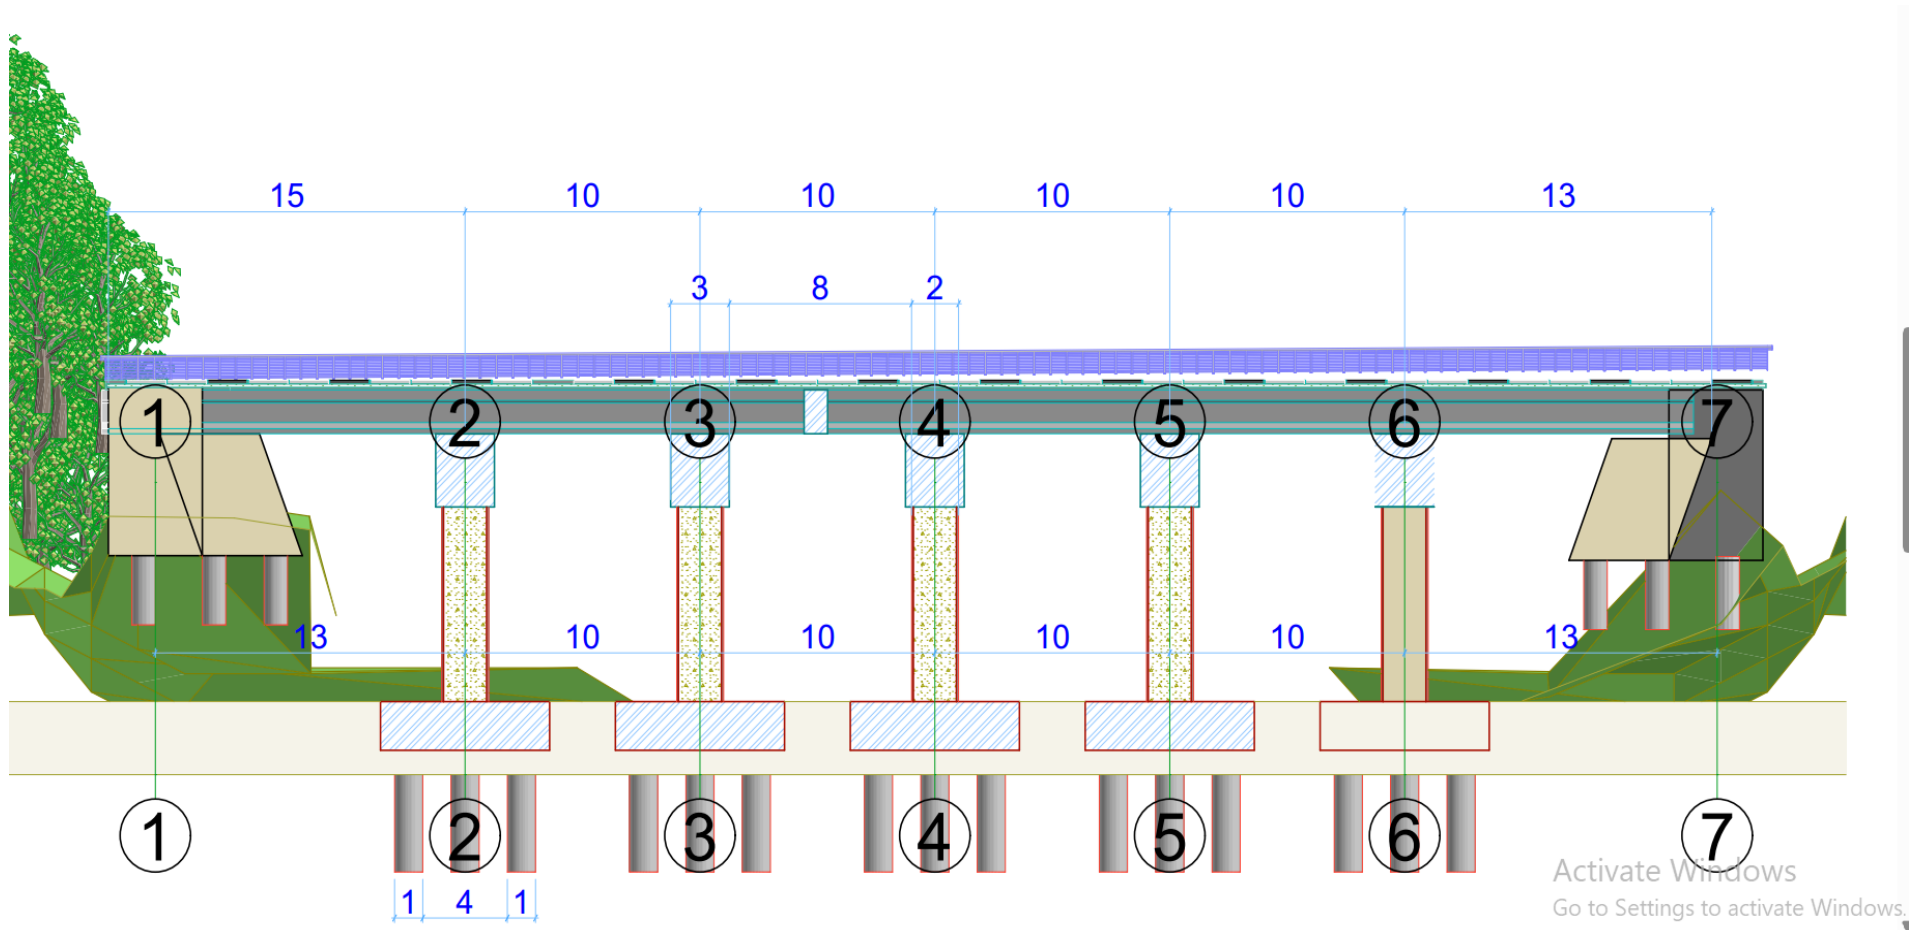 15 10 10 10 10 13
3 8 2
1 2 3 4 5 6 7
13 10 10 10 10 13
1 2 3 4 5 6 7
Activate Windows
1 4 1
Go to Settings to activate Windows.